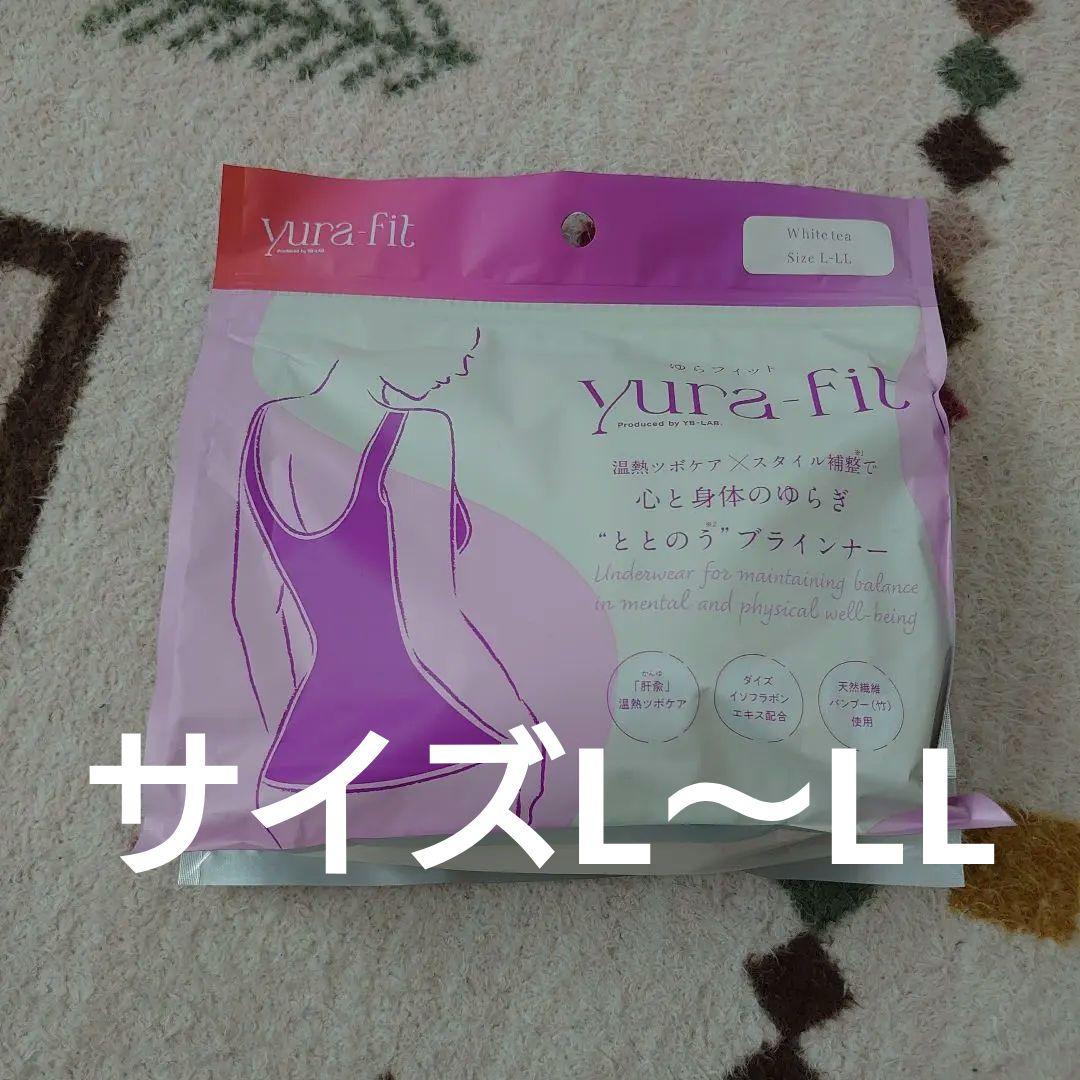 yura-fit
Produced by YB-LAB.
White tea
Size L-LL
ゆらフィット
yura-fit
Produced by YB-LAB.
温熱ツボケア×スタイル補整※1で
心と身体のゆらぎ
“ととのう※2”ブラインナー
Underwear for maintaining balance
in mental and physical well-being
かんゆ
「肝兪」
温熱ツボケア
ダイズ
イソフラボン
エキス配合
天然繊維
バンブー(竹)
使用
サイズL～LL